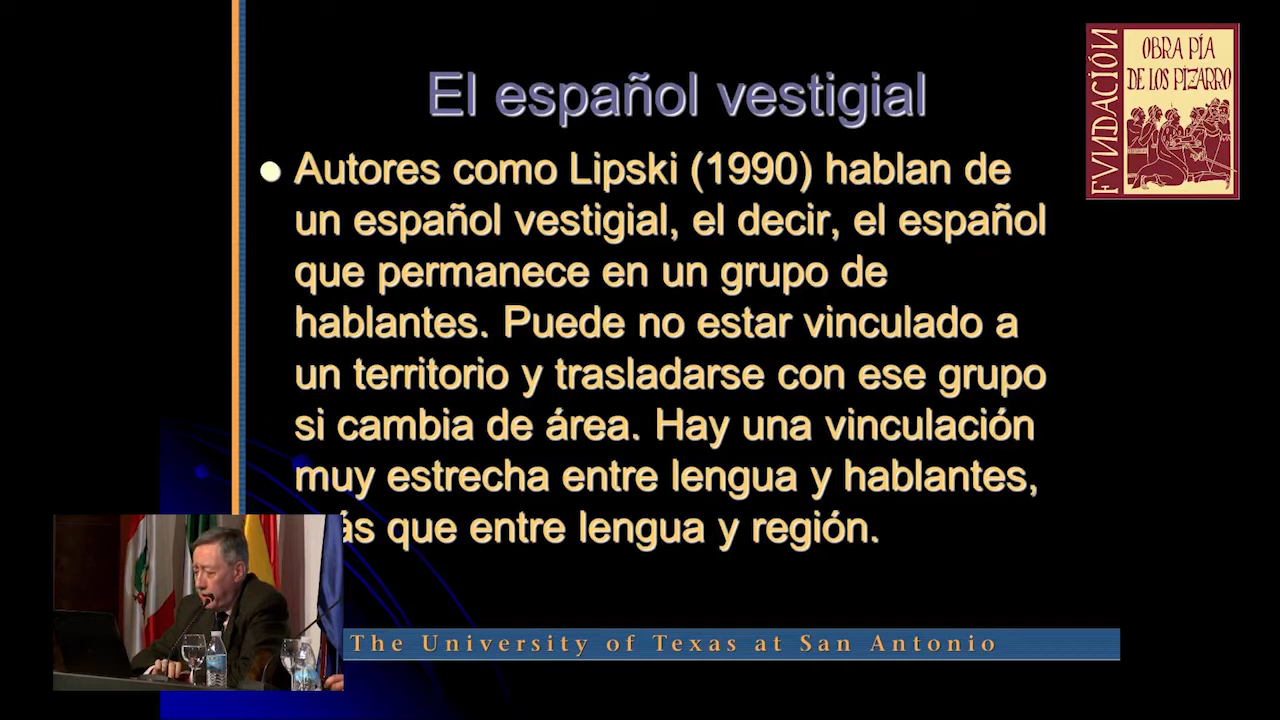 El español vestigial
FVNDACIÓN
OBRA PÍA
DE LOS PIZARRO
Autores como Lipski (1990) hablan de
un español vestigial, el decir, el español
que permanece en un grupo de
hablantes. Puede no estar vinculado a
un territorio y trasladarse con ese grupo
si cambia de área. Hay una vinculación
muy estrecha entre lengua y hablantes,
ás que entre lengua y región.
The University of Texas at San Antonio